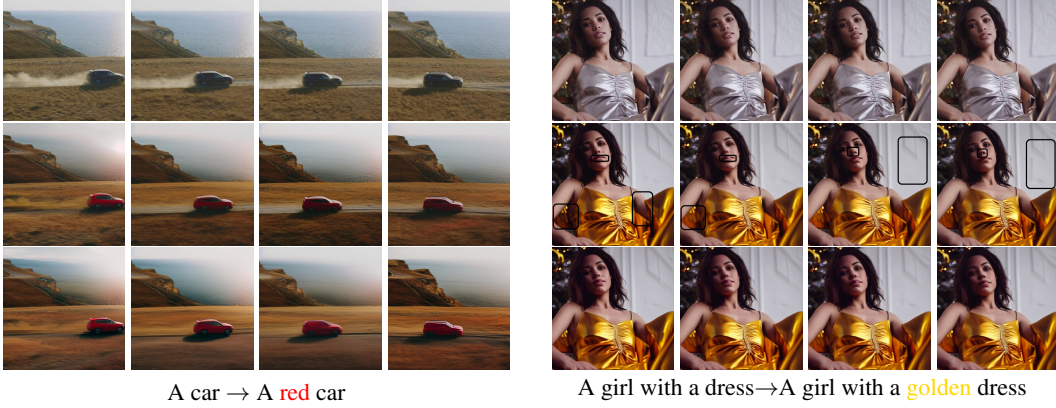 A car → A red car
A girl with a dress→A girl with a golden dress